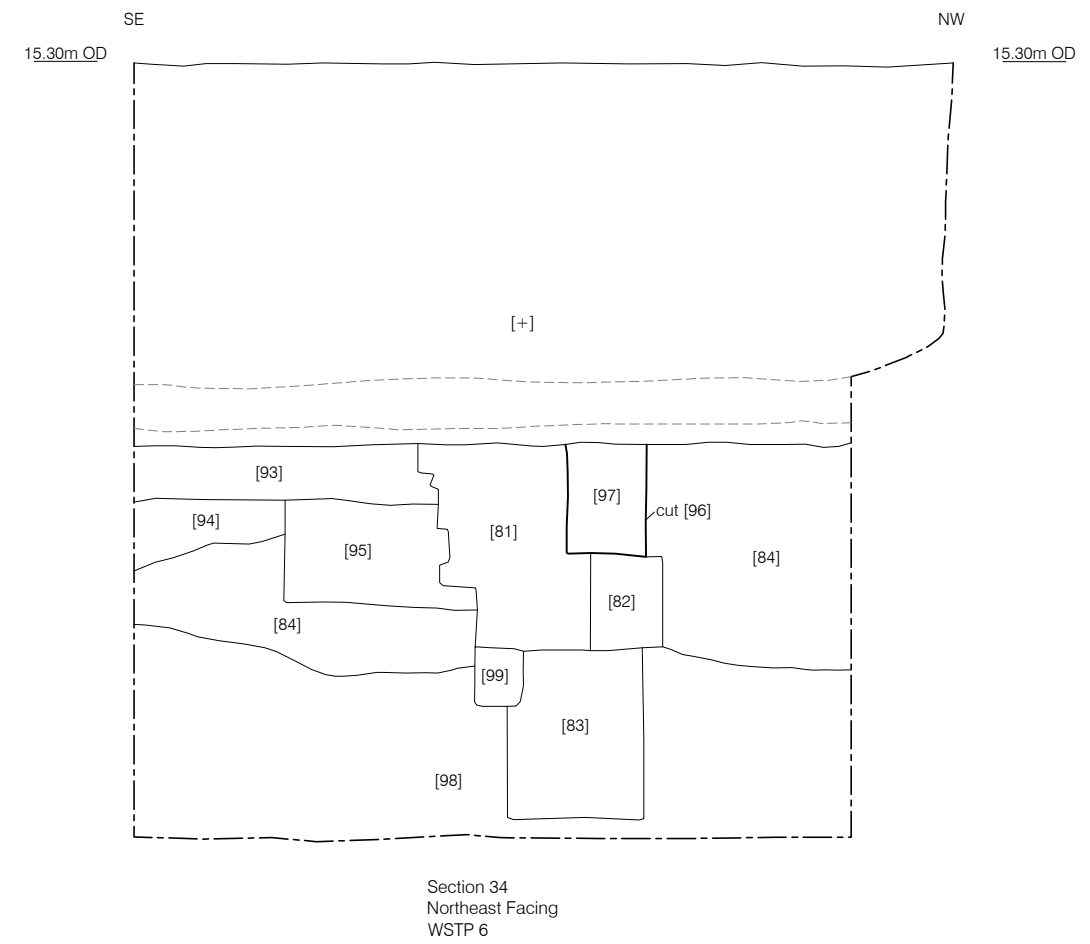 SE
NW
15.30m OD
15.30m OD
[+]
[93]
[97]
cut [96]
[94]
[81]
[95]
[84]
[82]
[84]
[99]
[83]
[98]
Section 34
Northeast Facing
WSTP 6